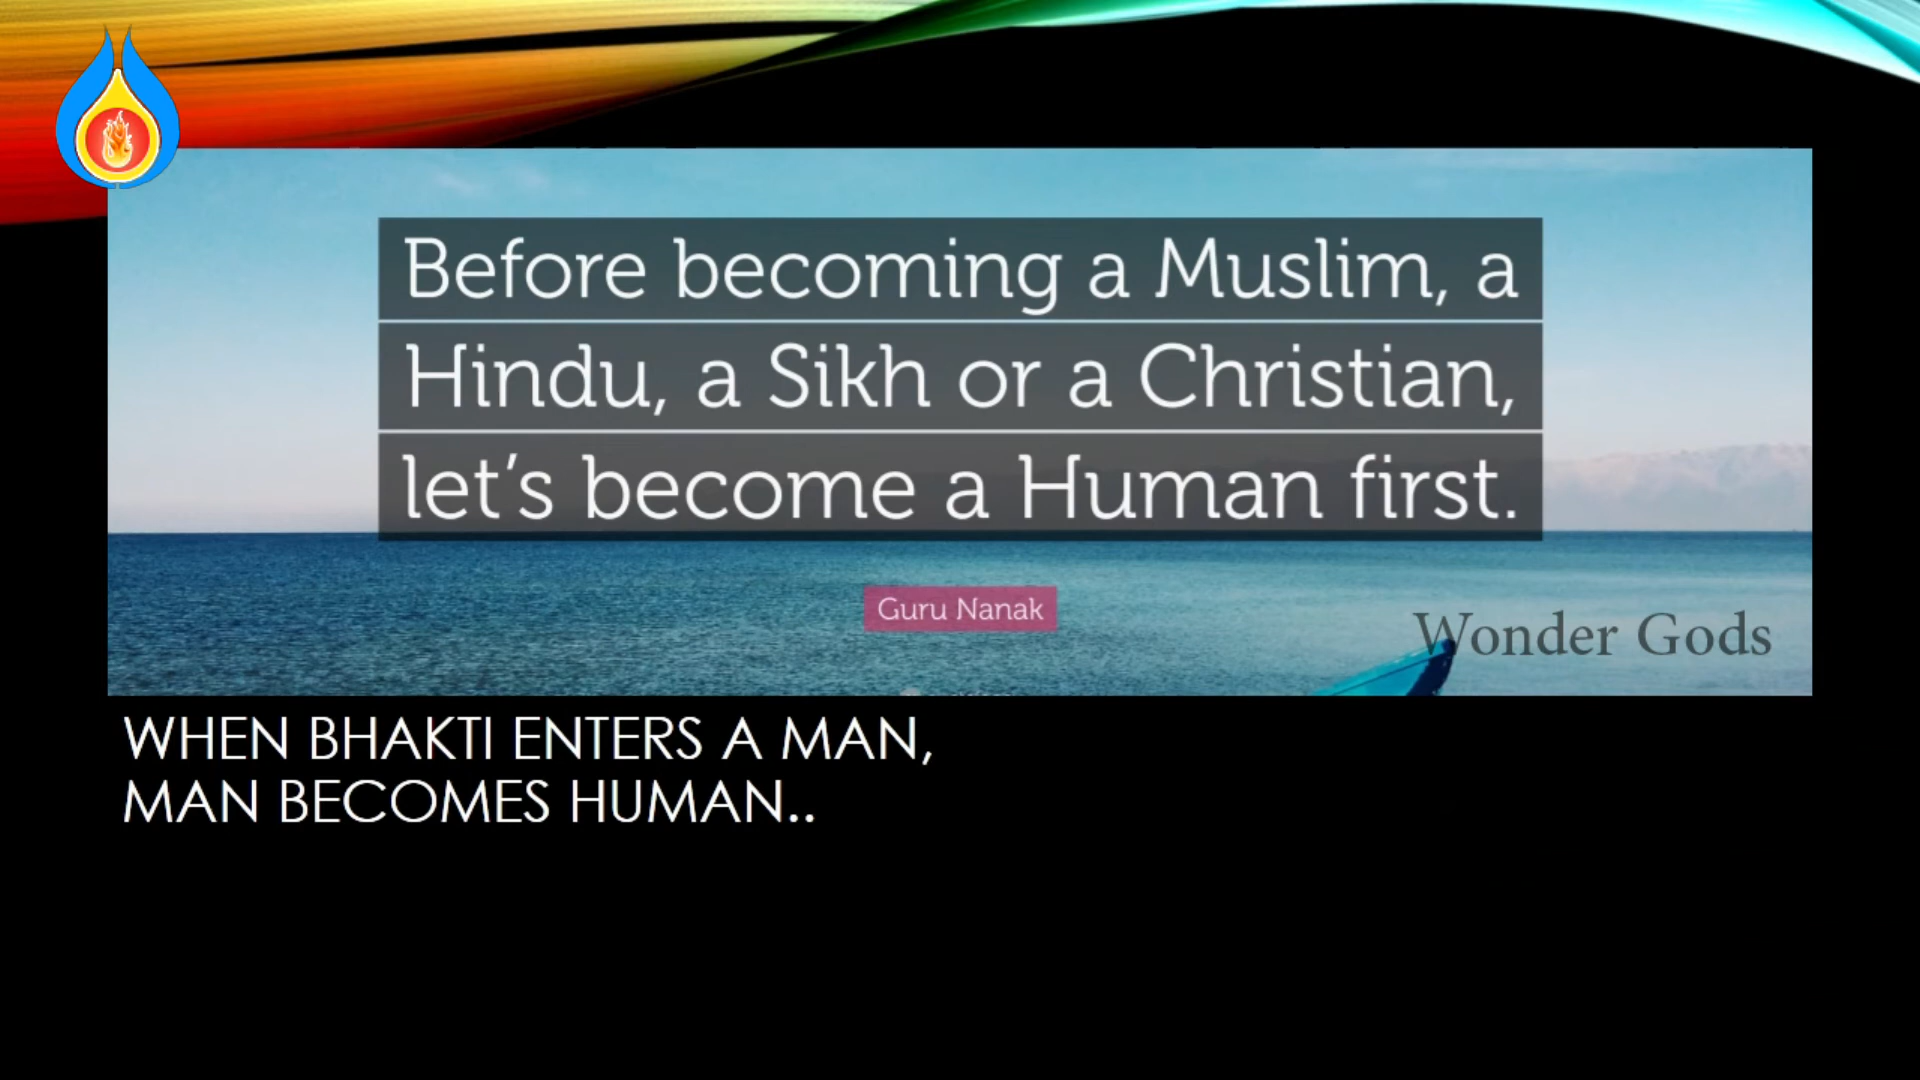 Before becoming a Muslim, a
Hindu, a Sikh or a Christian,
let's become a Human first.
Guru Nanak
Wonder Gods
WHEN BHAKTI ENTERS A MAN,
MAN BECOMES HUMAN..